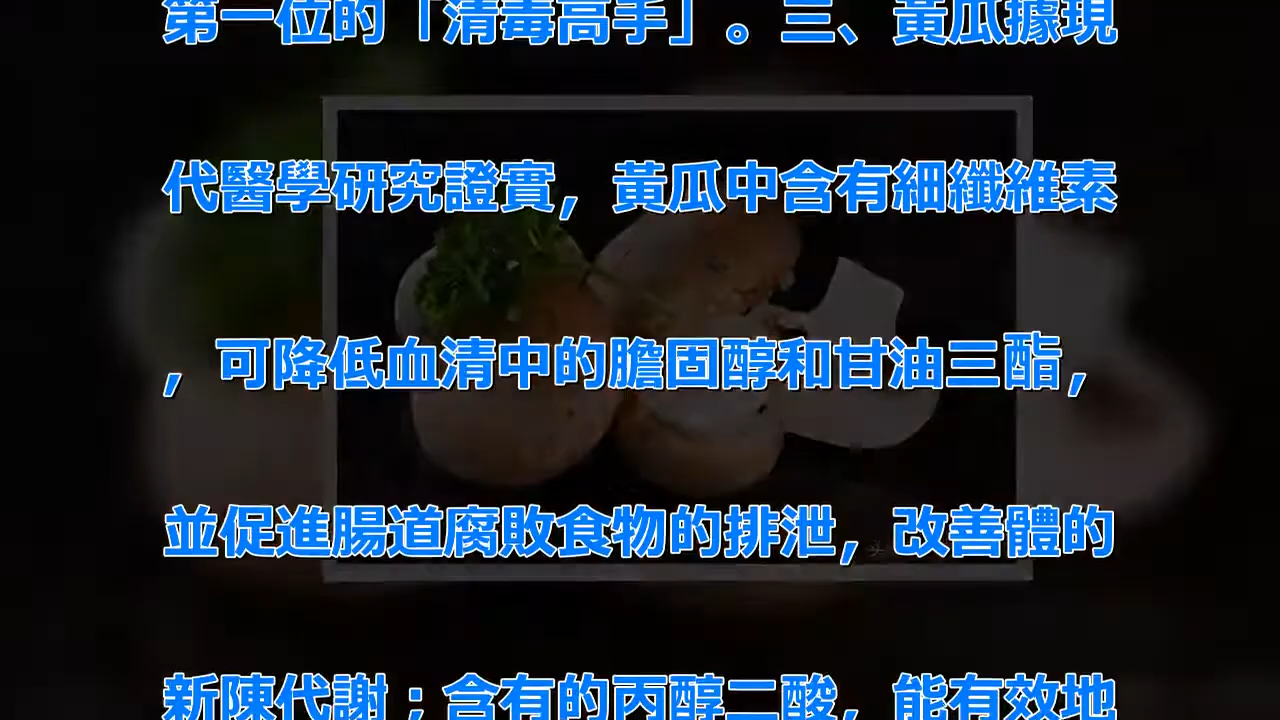 第一位的「清毒高手」。三、黃瓜據現
代醫學研究證實，黃瓜中含有細纖維素
，可降低血清中的膽固醇和甘油三酯，
並促進腸道腐敗食物的排泄，改善體的
新陳代謝；含有的丙醇二酸，能有效地